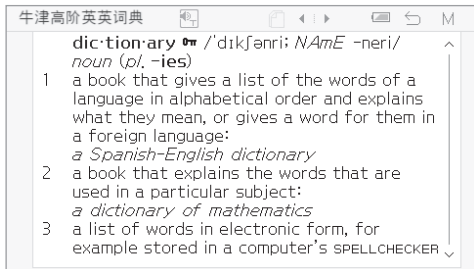 牛津高阶英英词典 M
dic·tion·ary /ˈdɪkʃənri; NAmE -neri/
noun (pl. -ies)
1 a book that gives a list of the words of a
language in alphabetical order and explains
what they mean, or gives a word for them in
a foreign language:
a Spanish-English dictionary
2 a book that explains the words that are
used in a particular subject:
a dictionary of mathematics
3 a list of words in electronic form, for
example stored in a computer's SPELLCHECKER